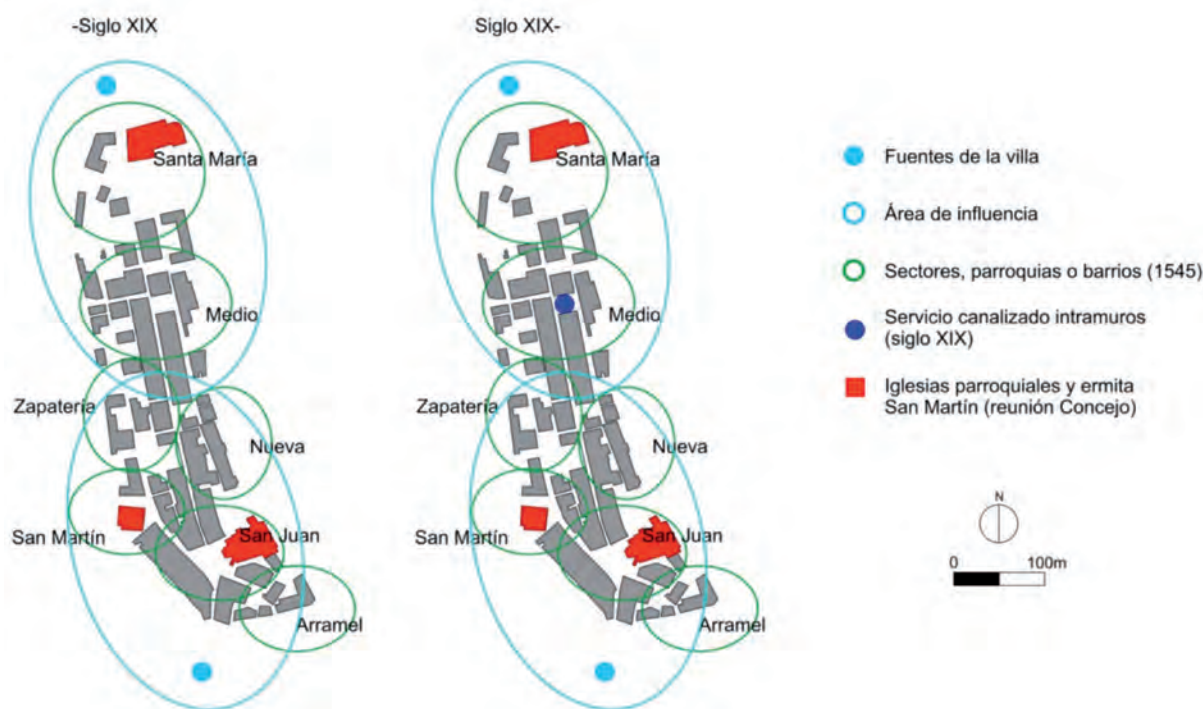 -Siglo XIX
Santa María
Medio
Zapatería
Nueva
San Martín
San Juan
Arramel
Siglo XIX-
Santa María
Medio
Zapatería
Nueva
San Martín
San Juan
Arramel
Fuentes de la villa
Área de influencia
Sectores, parroquias o barrios (1545)
Servicio canalizado intramuros
(siglo XIX)
Iglesias parroquiales y ermita
San Martín (reunión Concejo)
N
0 100m